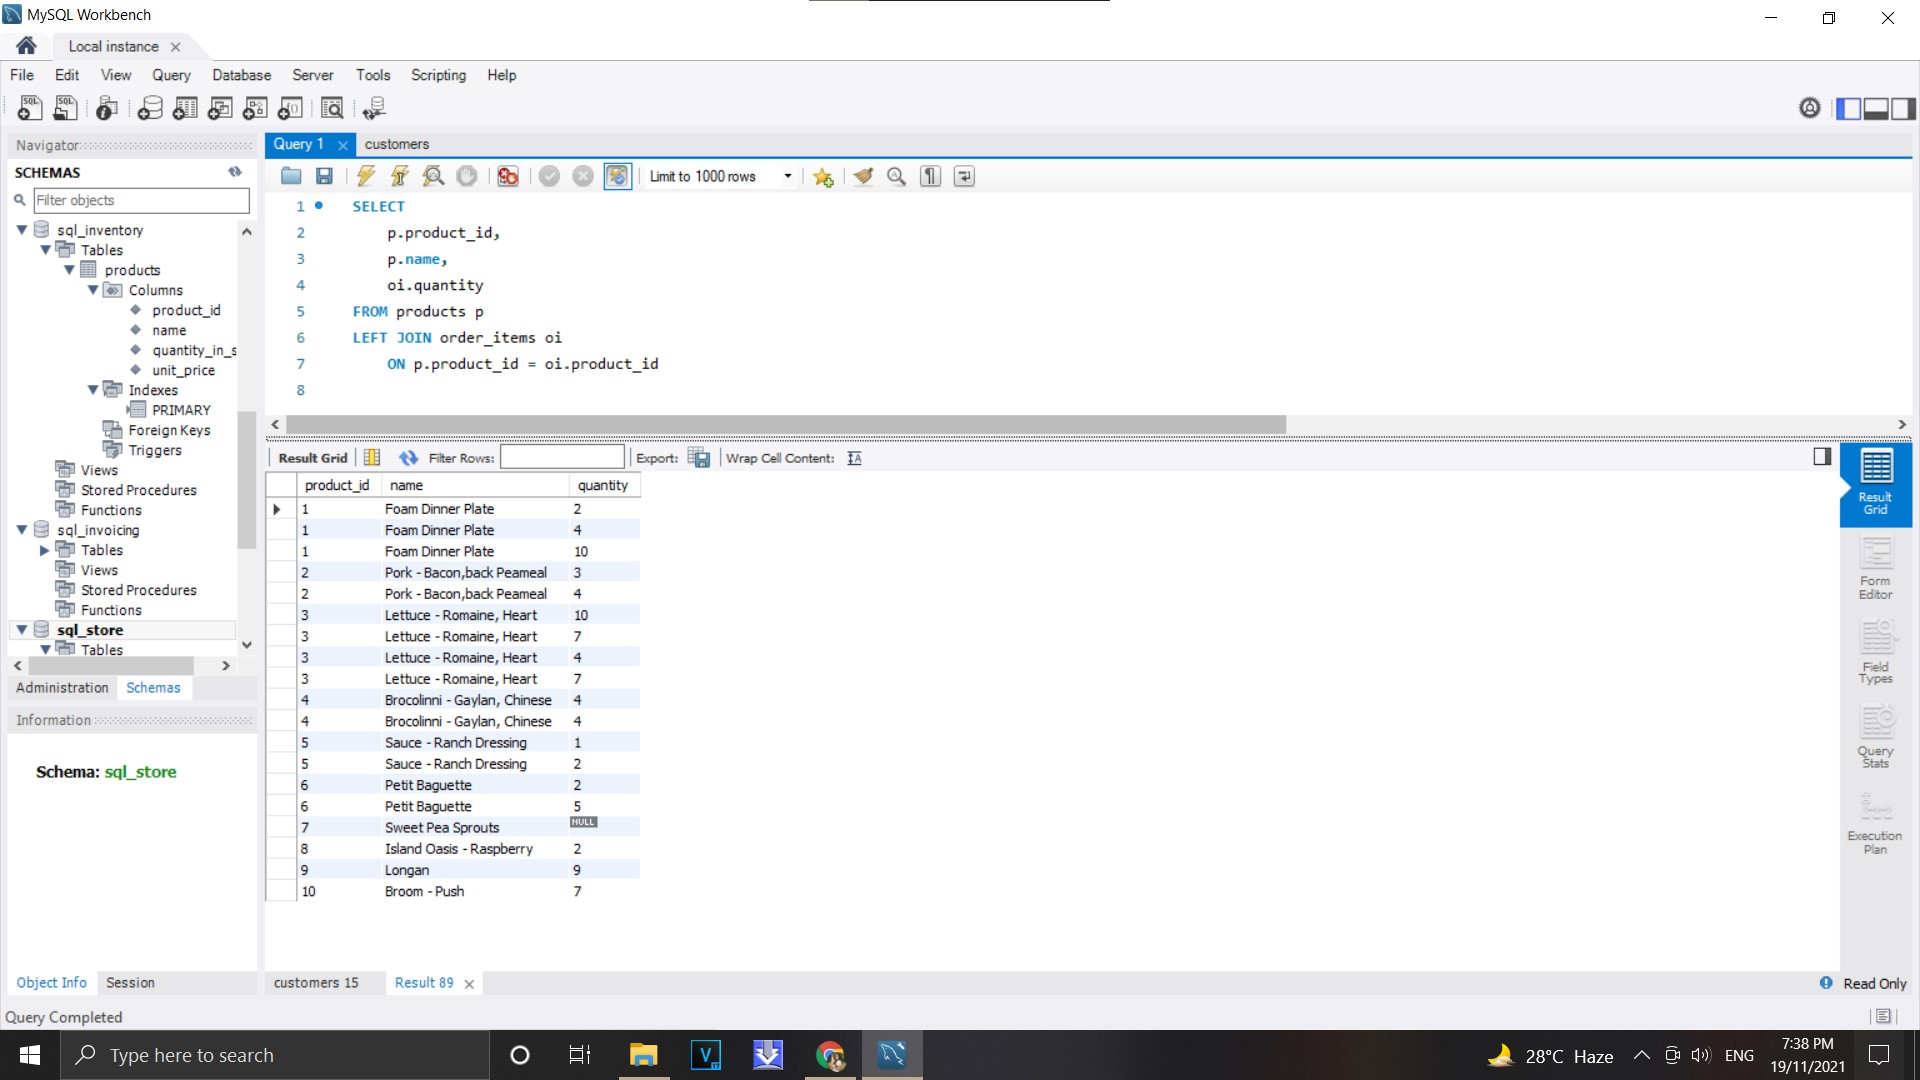 MySQL Workbench
Local instance
File Edit View Query Database Server Tools Scripting Help
Navigator
SCHEMAS
Filter objects
sql_inventory
Tables
products
Columns
product_id
name
quantity_in_s
unit_price
Indexes
PRIMARY
Foreign Keys
Triggers
Views
Stored Procedures
Functions
sql_invoicing
Tables
Views
Stored Procedures
Functions
sql_store
Tables
Administration Schemas
Information
Schema: sql_store
Object Info Session
Query 1 customers
Limit to 1000 rows
1 SELECT
2 p.product_id,
3 p.name,
4 oi.quantity
5 FROM products p
6 LEFT JOIN order_items oi
7 ON p.product_id = oi.product_id
8
Result Grid Filter Rows: Export: Wrap Cell Content:
product_id name quantity
1 Foam Dinner Plate 2
1 Foam Dinner Plate 4
1 Foam Dinner Plate 10
2 Pork - Bacon,back Peameal 3
2 Pork - Bacon,back Peameal 4
3 Lettuce - Romaine, Heart 10
3 Lettuce - Romaine, Heart 7
3 Lettuce - Romaine, Heart 4
3 Lettuce - Romaine, Heart 7
4 Brocolinni - Gaylan, Chinese 4
4 Brocolinni - Gaylan, Chinese 4
5 Sauce - Ranch Dressing 1
5 Sauce - Ranch Dressing 2
6 Petit Baguette 2
6 Petit Baguette 5
7 Sweet Pea Sprouts NULL
8 Island Oasis - Raspberry 2
9 Longan 9
10 Broom - Push 7
Result
Grid
Form
Editor
Field
Types
Query
Stats
Execution
Plan
customers 15 Result 89 Read Only
Query Completed
Type here to search
28°C Haze ENG
7:38 PM
19/11/2021